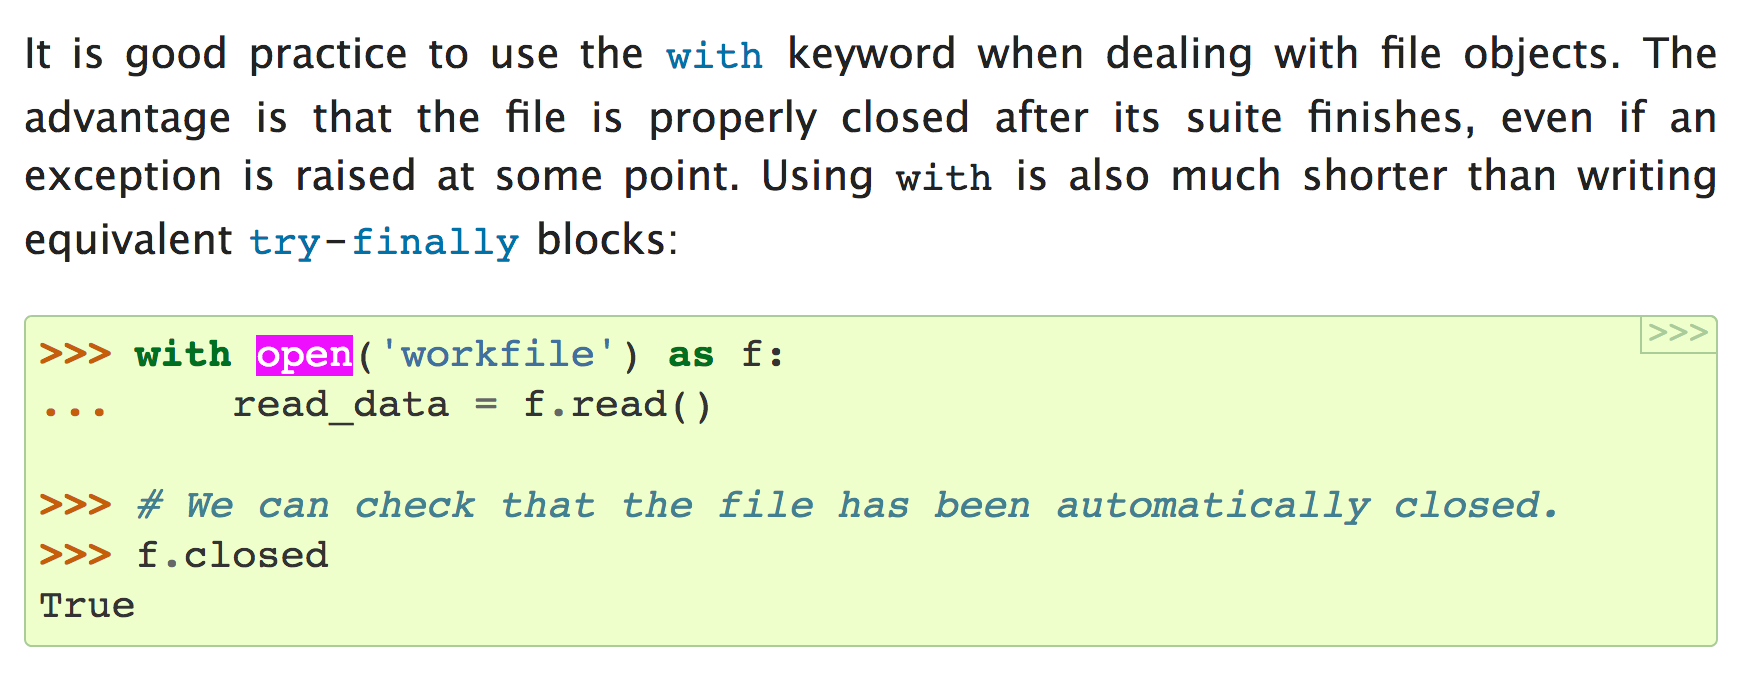 It is good practice to use the with keyword when dealing with file objects. The
advantage is that the file is properly closed after its suite finishes, even if an
exception is raised at some point. Using with is also much shorter than writing
equivalent try-finally blocks:
>>>
>>> with open('workfile') as f:
...     read_data = f.read()
>>> # We can check that the file has been automatically closed.
>>> f.closed
True